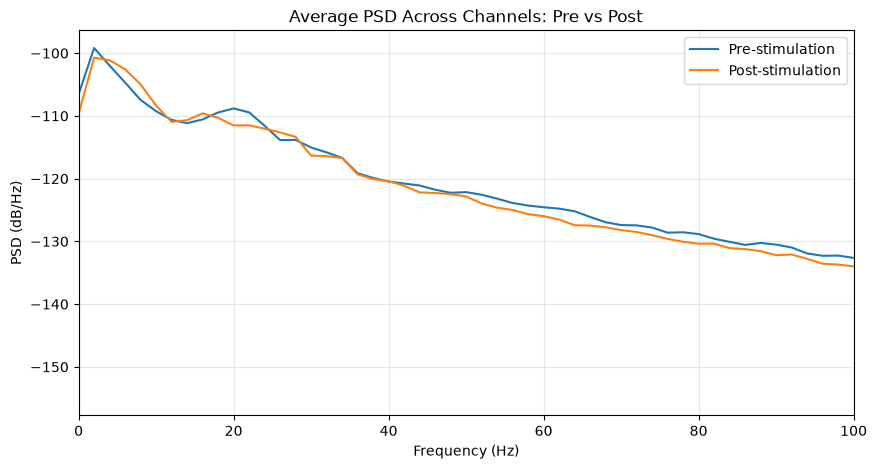 Average PSD Across Channels: Pre vs Post
Pre-stimulation
Post-stimulation
PSD (dB/Hz)
−100
−110
−120
−130
−140
−150
0 20 40 60 80 100
Frequency (Hz)